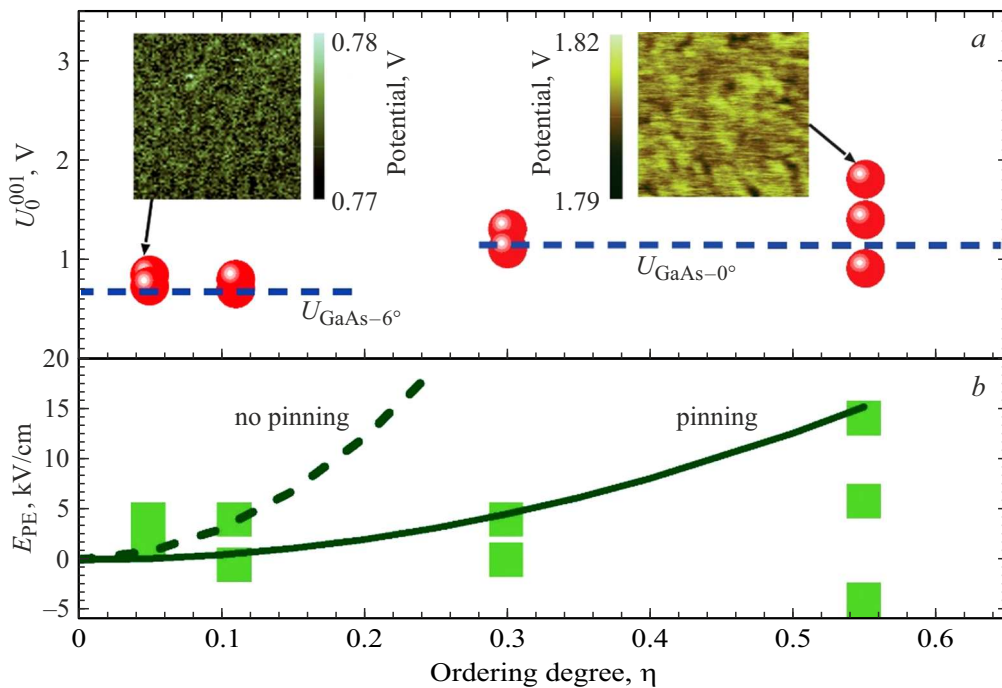 a
3
2
1
0
U₀⁰⁰¹, V
0.78
0.77
Potential, V
1.82
1.79
Potential, V
U_GaAs−6°
U_GaAs−0°
b
20
15
10
5
0
−5
E_PE, kV/cm
no pinning
pinning
0 0.1 0.2 0.3 0.4 0.5 0.6
Ordering degree, η